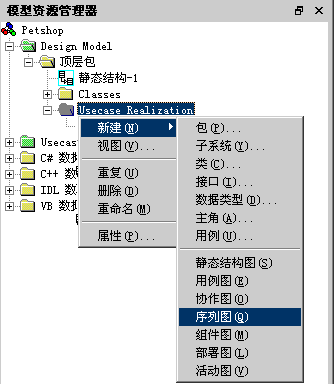 模型资源管理器
Petshop
Design Model
顶层包
静态结构-1
Classes
Usecase Realization
新建(N)
视图(V)...
重复(U)
删除(D)
重命名(M)
属性(P)...
包(P)...
子系统(Y)...
类(C)...
接口(I)...
数据类型(D)...
主角(A)...
用例(U)...
静态结构图(S)
用例图(E)
协作图(O)
序列图(Q)
组件图(M)
部署图(L)
活动图(V)
Usecas
C# 数据
C++ 数
IDL 数
VB 数据